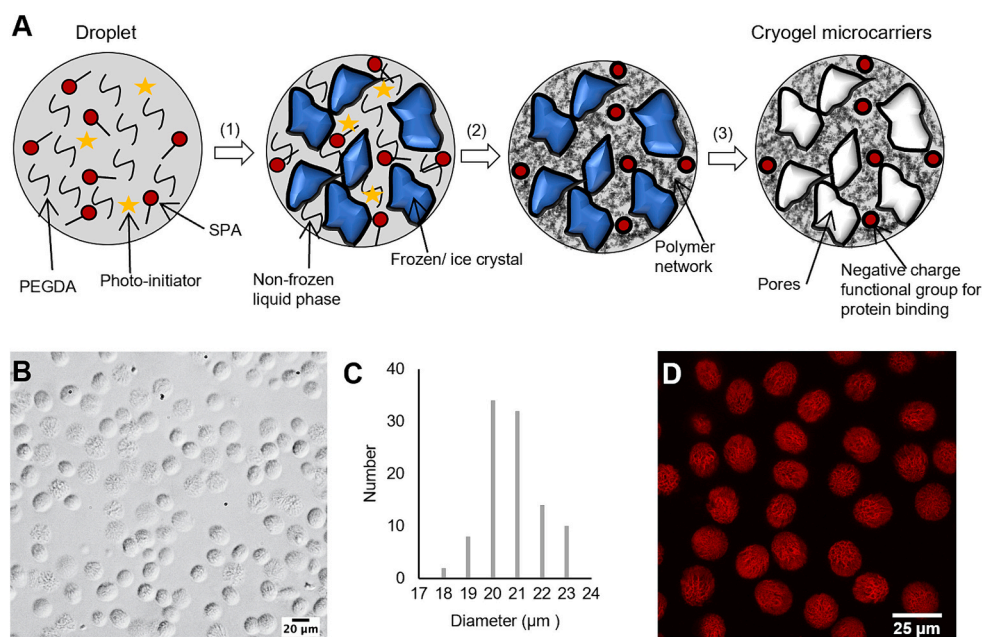 A
Droplet
Cryogel microcarriers
(1)
(2)
(3)
PEGDA
Photo-initiator
SPA
Non-frozen
liquid phase
Frozen/ ice crystal
Polymer
network
Pores
Negative charge
functional group for
protein binding
B
20 µm
C
40
30
20
10
0
Number
17 18 19 20 21 22 23 24
Diameter (µm )
D
25 µm